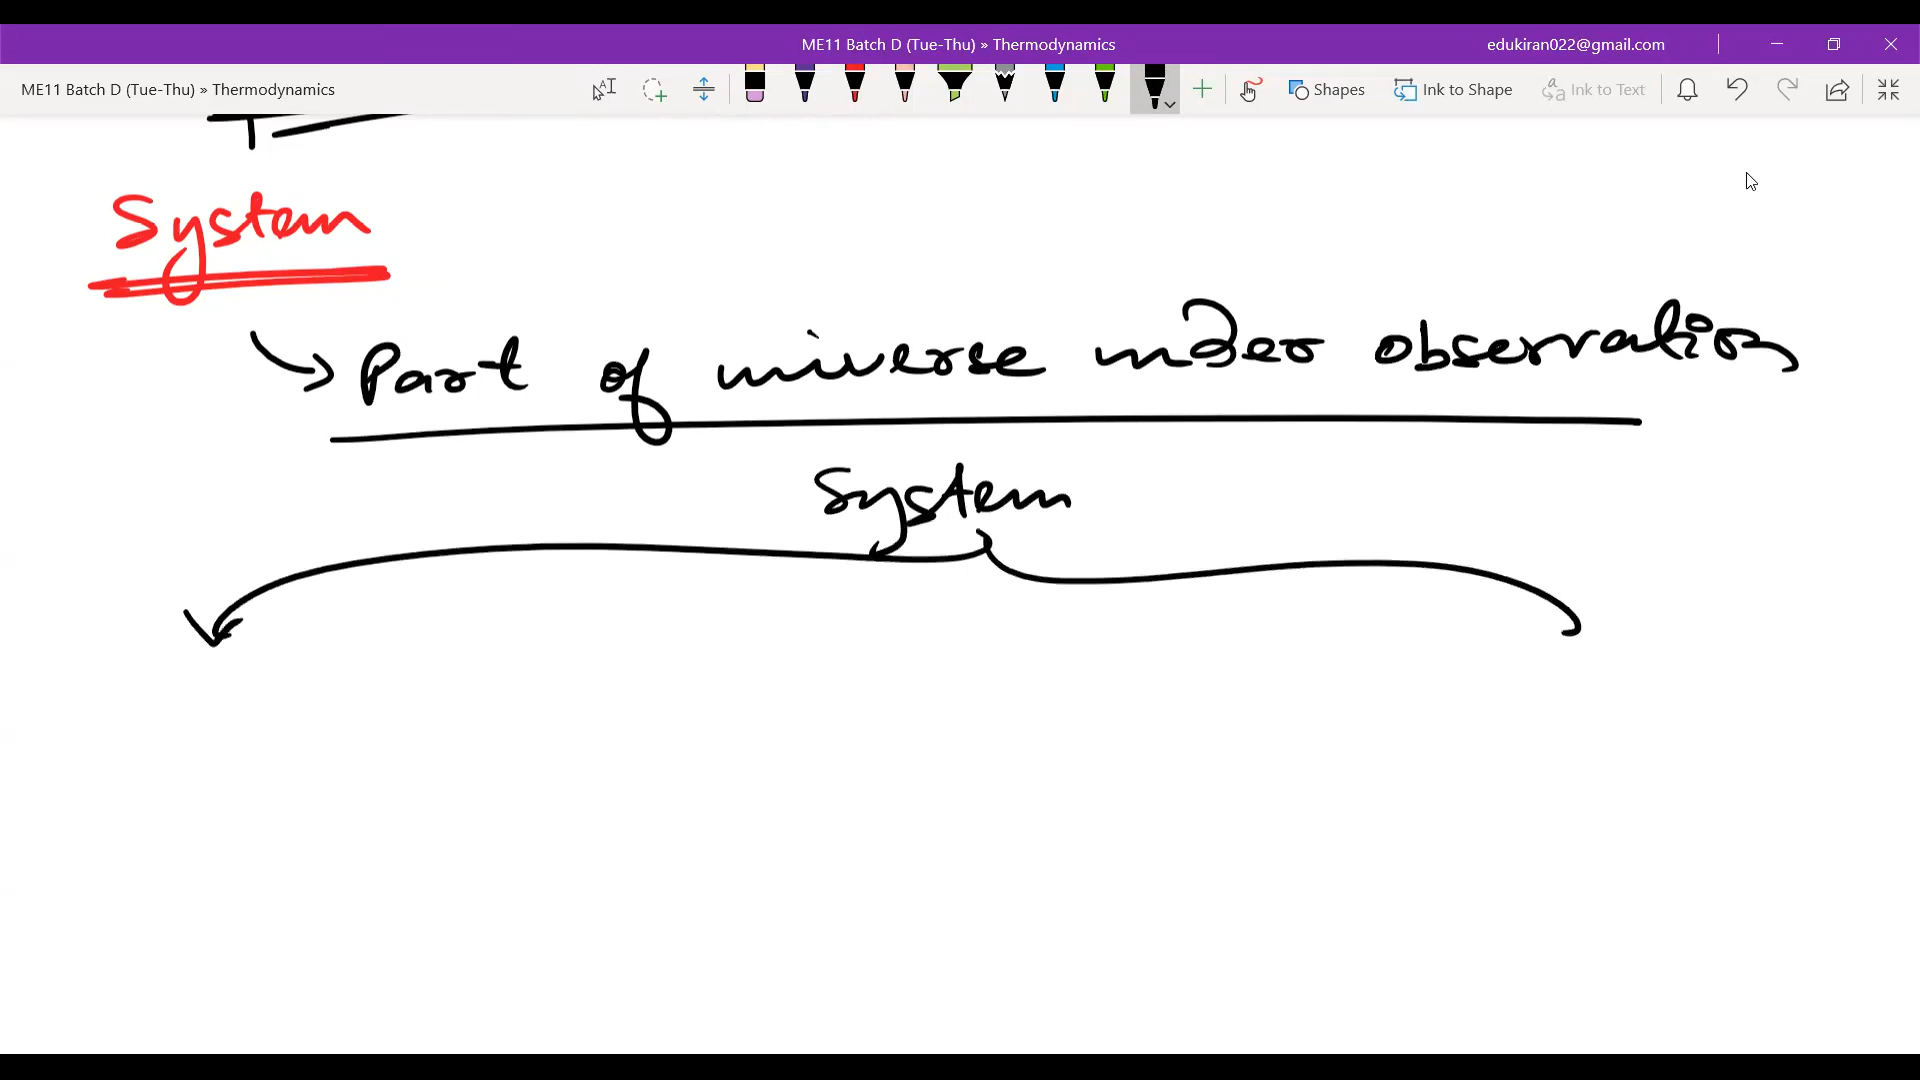 ME11 Batch D (Tue-Thu) » Thermodynamics
edukiran022@gmail.com
ME11 Batch D (Tue-Thu) » Thermodynamics
Shapes
Ink to Shape
Ink to Text
System
Part of universe under observation
System